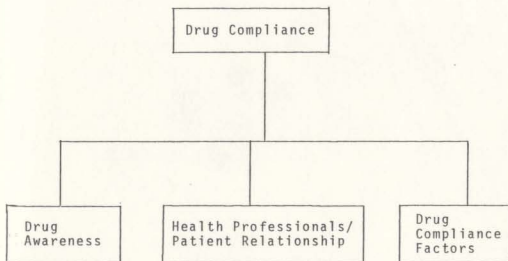 Drug Compliance
Drug
Awareness
Health Professionals/
Patient Relationship
Drug
Compliance
Factors